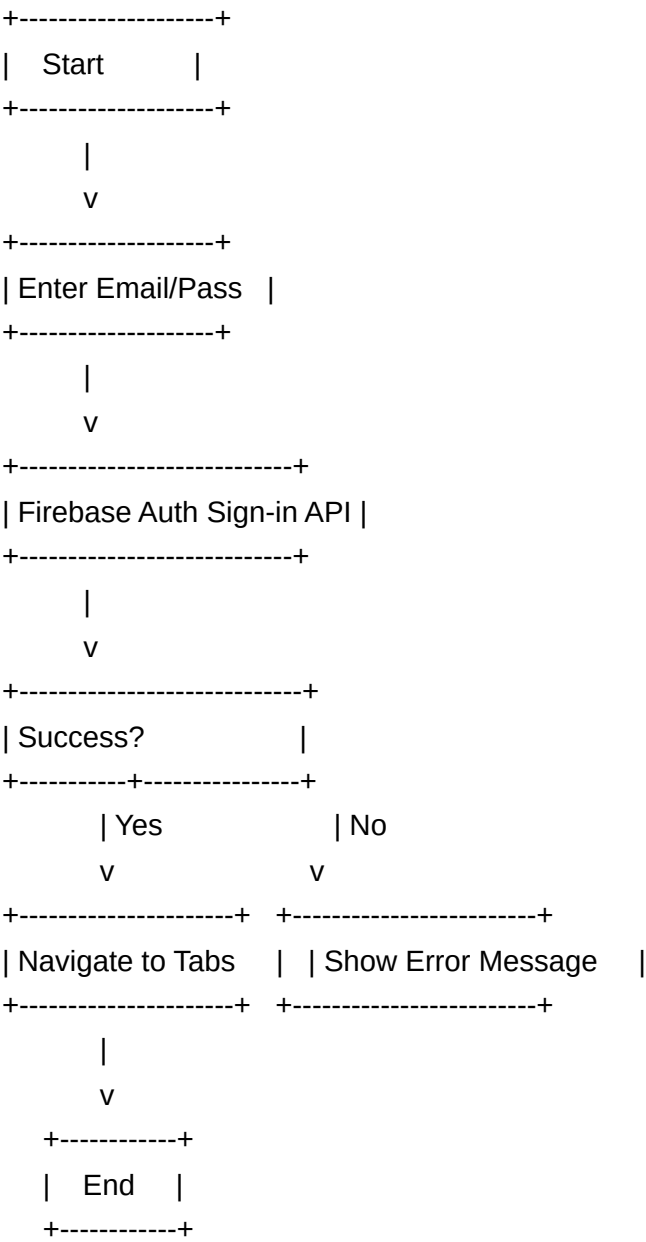 +--------------------+
|    Start           |
+--------------------+
          |
          v
+--------------------+
| Enter Email/Pass   |
+--------------------+
          |
          v
+----------------------------+
| Firebase Auth Sign-in API |
+----------------------------+
          |
          v
+-----------------------------+
| Success?                   |
+-----------+----------------+
            | Yes                     | No
            v                        v
+----------------------+   +-------------------------+
| Navigate to Tabs     |   | Show Error Message     |
+----------------------+   +-------------------------+
            |
            v
     +------------+
     |    End     |
     +------------+